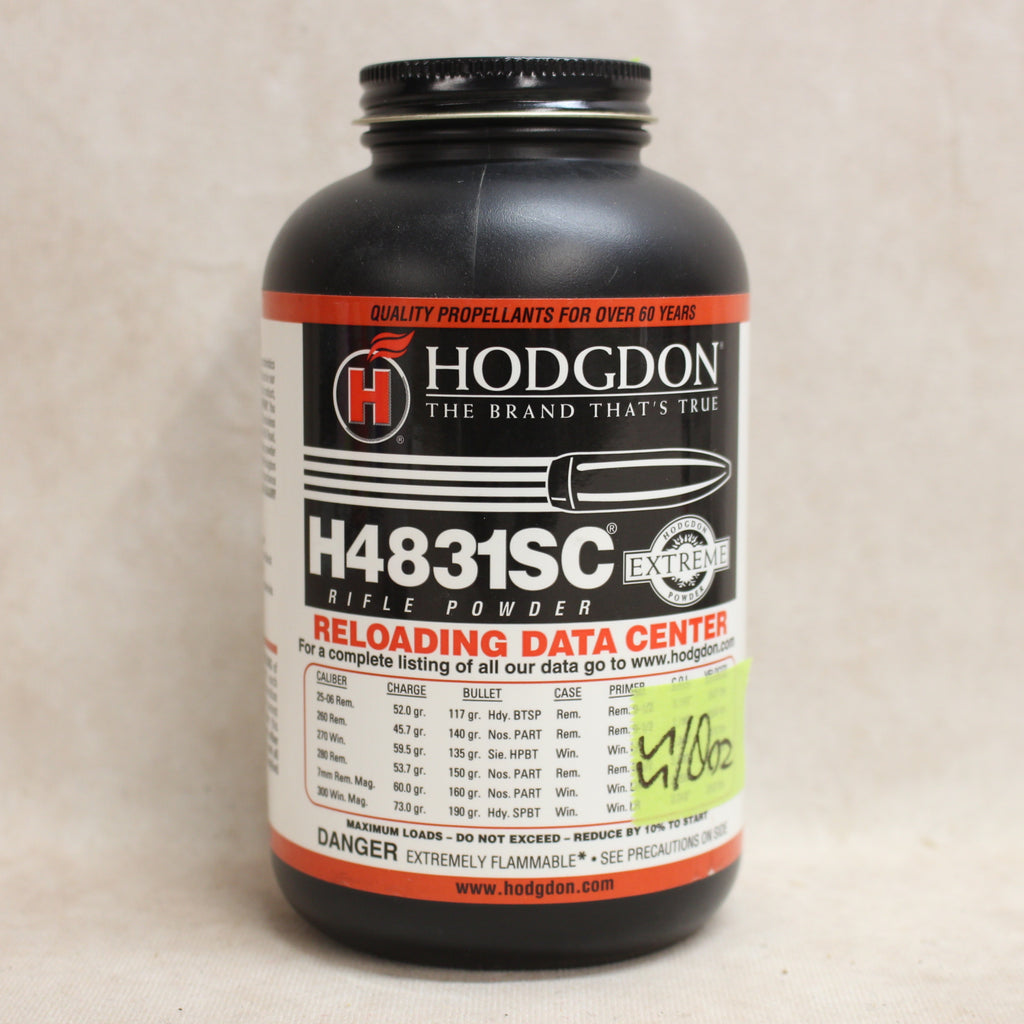 QUALITY PROPELLANTS FOR OVER 60 YEARS
H ®
HODGDON®
THE BRAND THAT'S TRUE
H4831SC®
HODGDON
EXTREME
POWDER
RIFLE POWDER
RELOADING DATA CENTER
For a complete listing of all our data go to www.hodgdon.com
CALIBER CHARGE BULLET CASE PRIMER C.O.L.
25-06 Rem. 52.0 gr. 117 gr. Hdy. BTSP Rem. Rem.
260 Rem. 45.7 gr. 140 gr. Nos. PART Rem. Rem.
270 Win. 59.5 gr. 135 gr. Sie. HPBT Win. Win.
280 Rem. 53.7 gr. 150 gr. Nos. PART Rem. Rem.
7mm Rem. Mag. 60.0 gr. 160 gr. Nos. PART Win. Win.
300 Win. Mag. 73.0 gr. 190 gr. Hdy. SPBT Win. Win. LR
MAXIMUM LOADS – DO NOT EXCEED – REDUCE BY 10% TO START
DANGER EXTREMELY FLAMMABLE* • SEE PRECAUTIONS ON SIDE
www.hodgdon.com